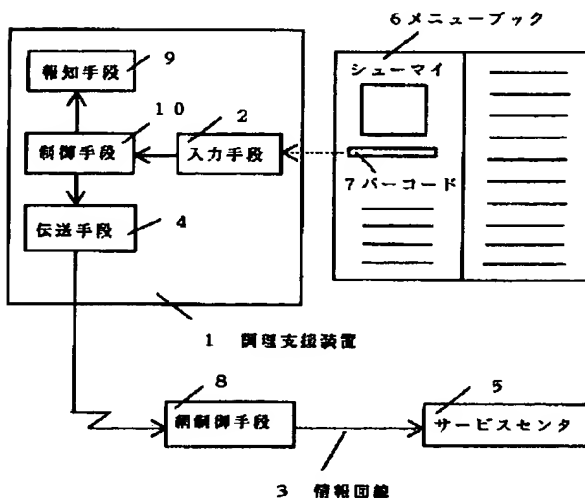 6 メニューブック
シューマイ
7 バーコード
報知手段
9
10
制御手段
2
入力手段
伝送手段
4
1 調理支援装置
8
網制御手段
5
サービスセンタ
3 情報回線